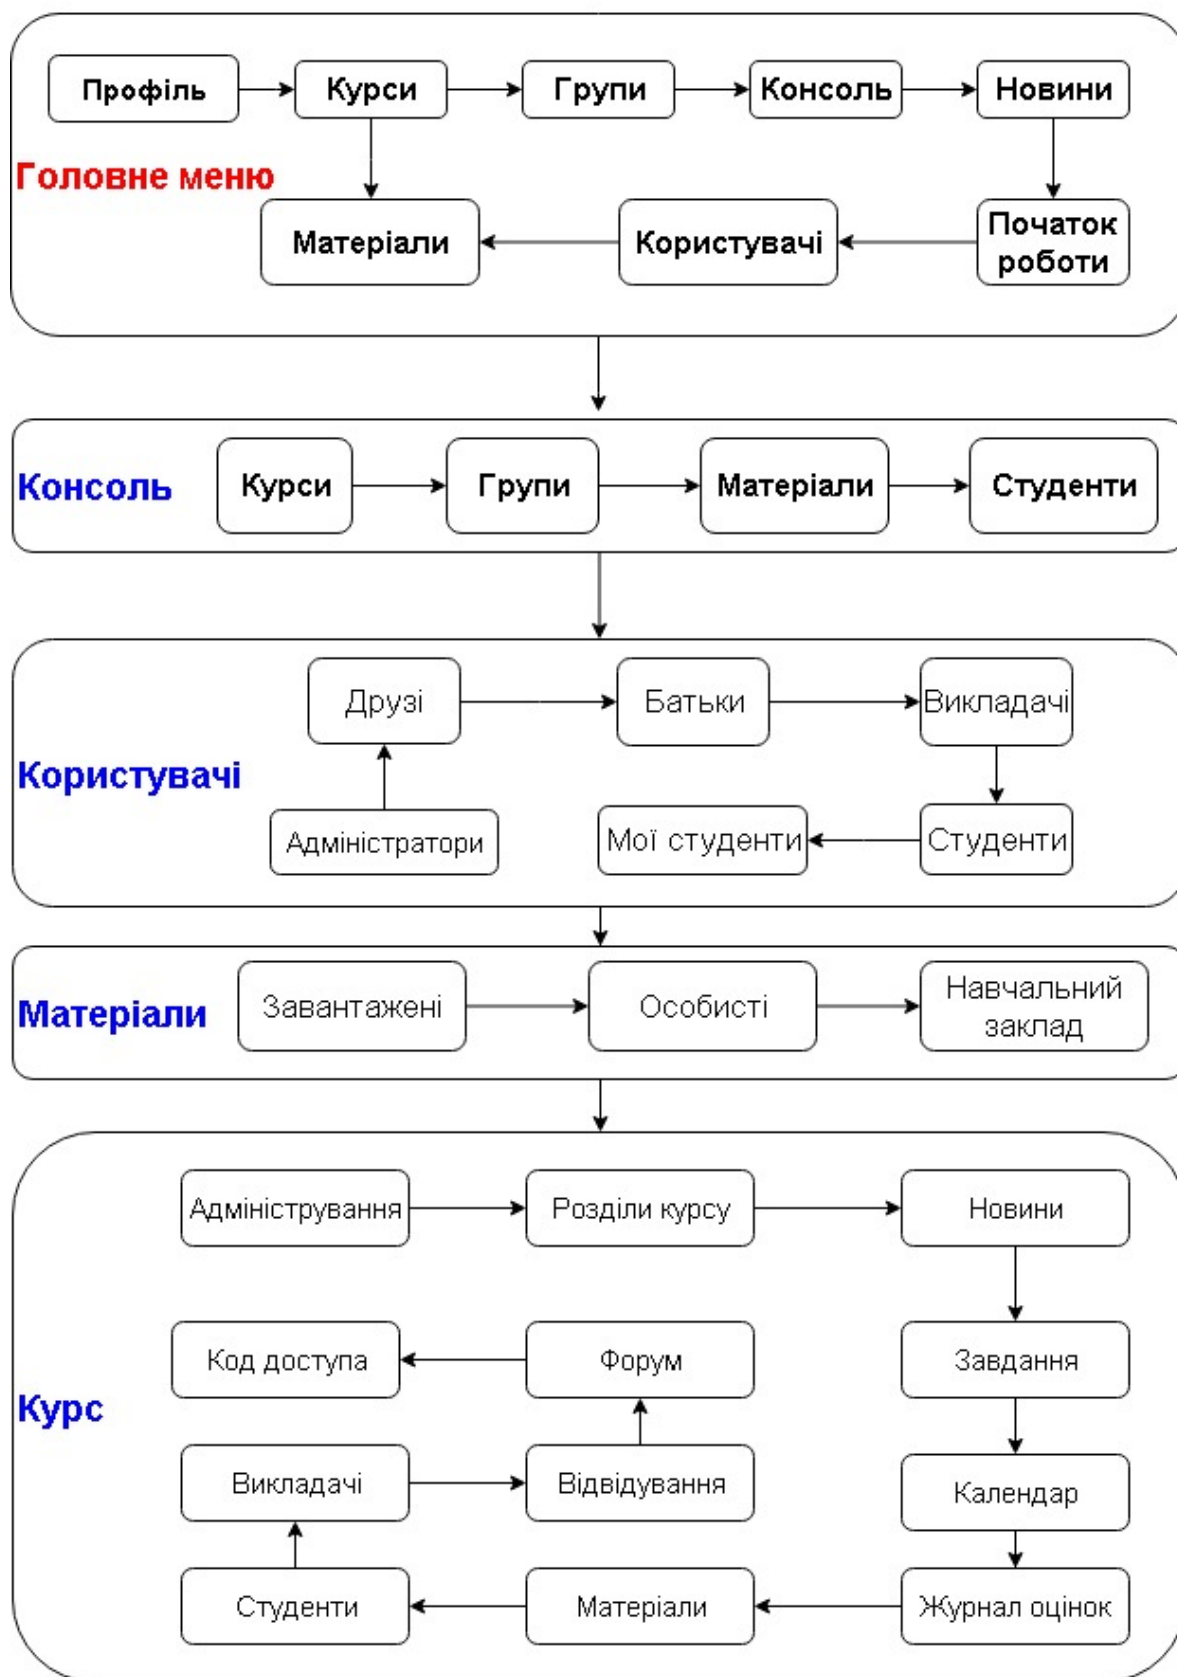 Профіль
Курси
Групи
Консоль
Новини
Головне меню
Матеріали
Користувачі
Початок
роботи
Консоль
Курси
Групи
Матеріали
Студенти
Користувачі
Друзі
Батьки
Викладачі
Адміністратори
Мої студенти
Студенти
Матеріали
Завантажені
Особисті
Навчальний
заклад
Курс
Адміністрування
Розділи курсу
Новини
Код доступа
Форум
Завдання
Викладачі
Відвідування
Календар
Студенти
Матеріали
Журнал оцінок